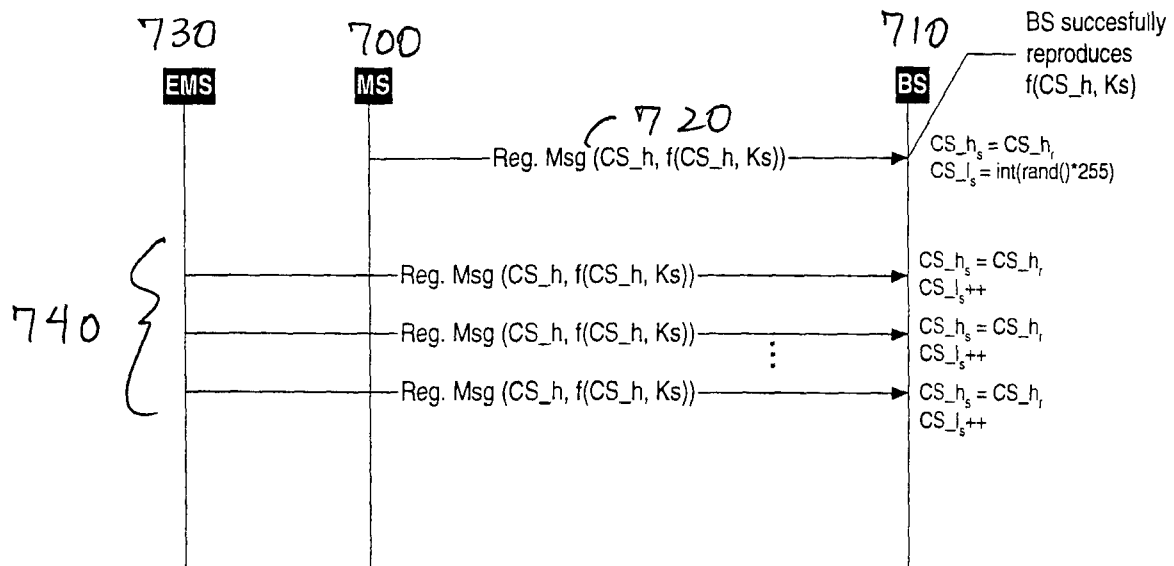 730
700
710
BS succesfully
reproduces
f(CS_h, Ks)
EMS
MS
BS
720
Reg. Msg (CS_h, f(CS_h, Ks))
CS_hₛ = CS_hᵣ
CS_lₛ = int(rand()*255)
740
Reg. Msg (CS_h, f(CS_h, Ks))
CS_hₛ = CS_hᵣ
CS_lₛ++
Reg. Msg (CS_h, f(CS_h, Ks))
CS_hₛ = CS_hᵣ
CS_lₛ++
Reg. Msg (CS_h, f(CS_h, Ks))
CS_hₛ = CS_hᵣ
CS_lₛ++